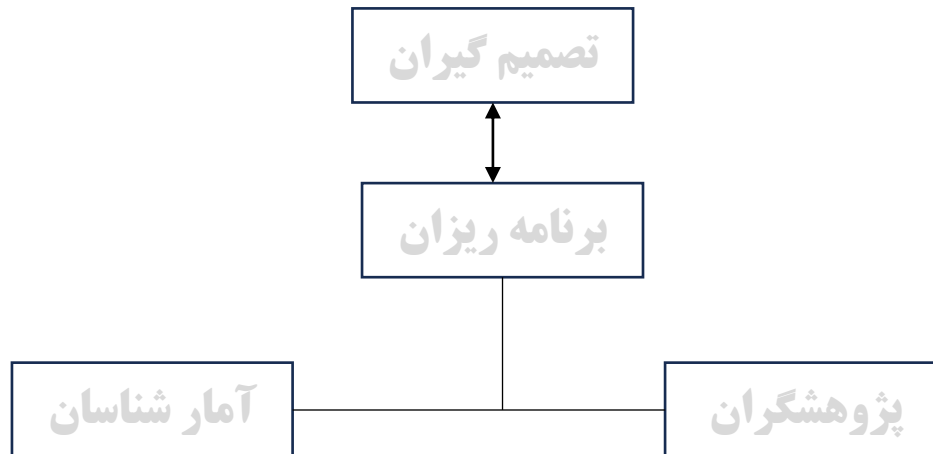 تصمیم گیران
برنامه ریزان
پژوهشگران
آمار شناسان